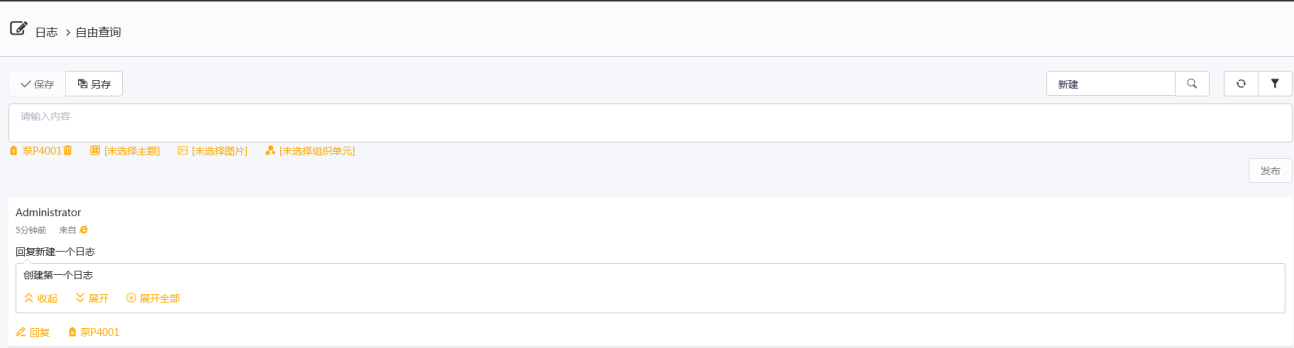 日志 > 自由查询
保存 另存 新建
请输入内容
泵P4001 [未选择主题] [未选择图片] [未选择组织单元]
发布
Administrator
5分钟前 来自
回复新建一个日志
创建第一个日志
收起 展开 展开全部
回复 泵P4001